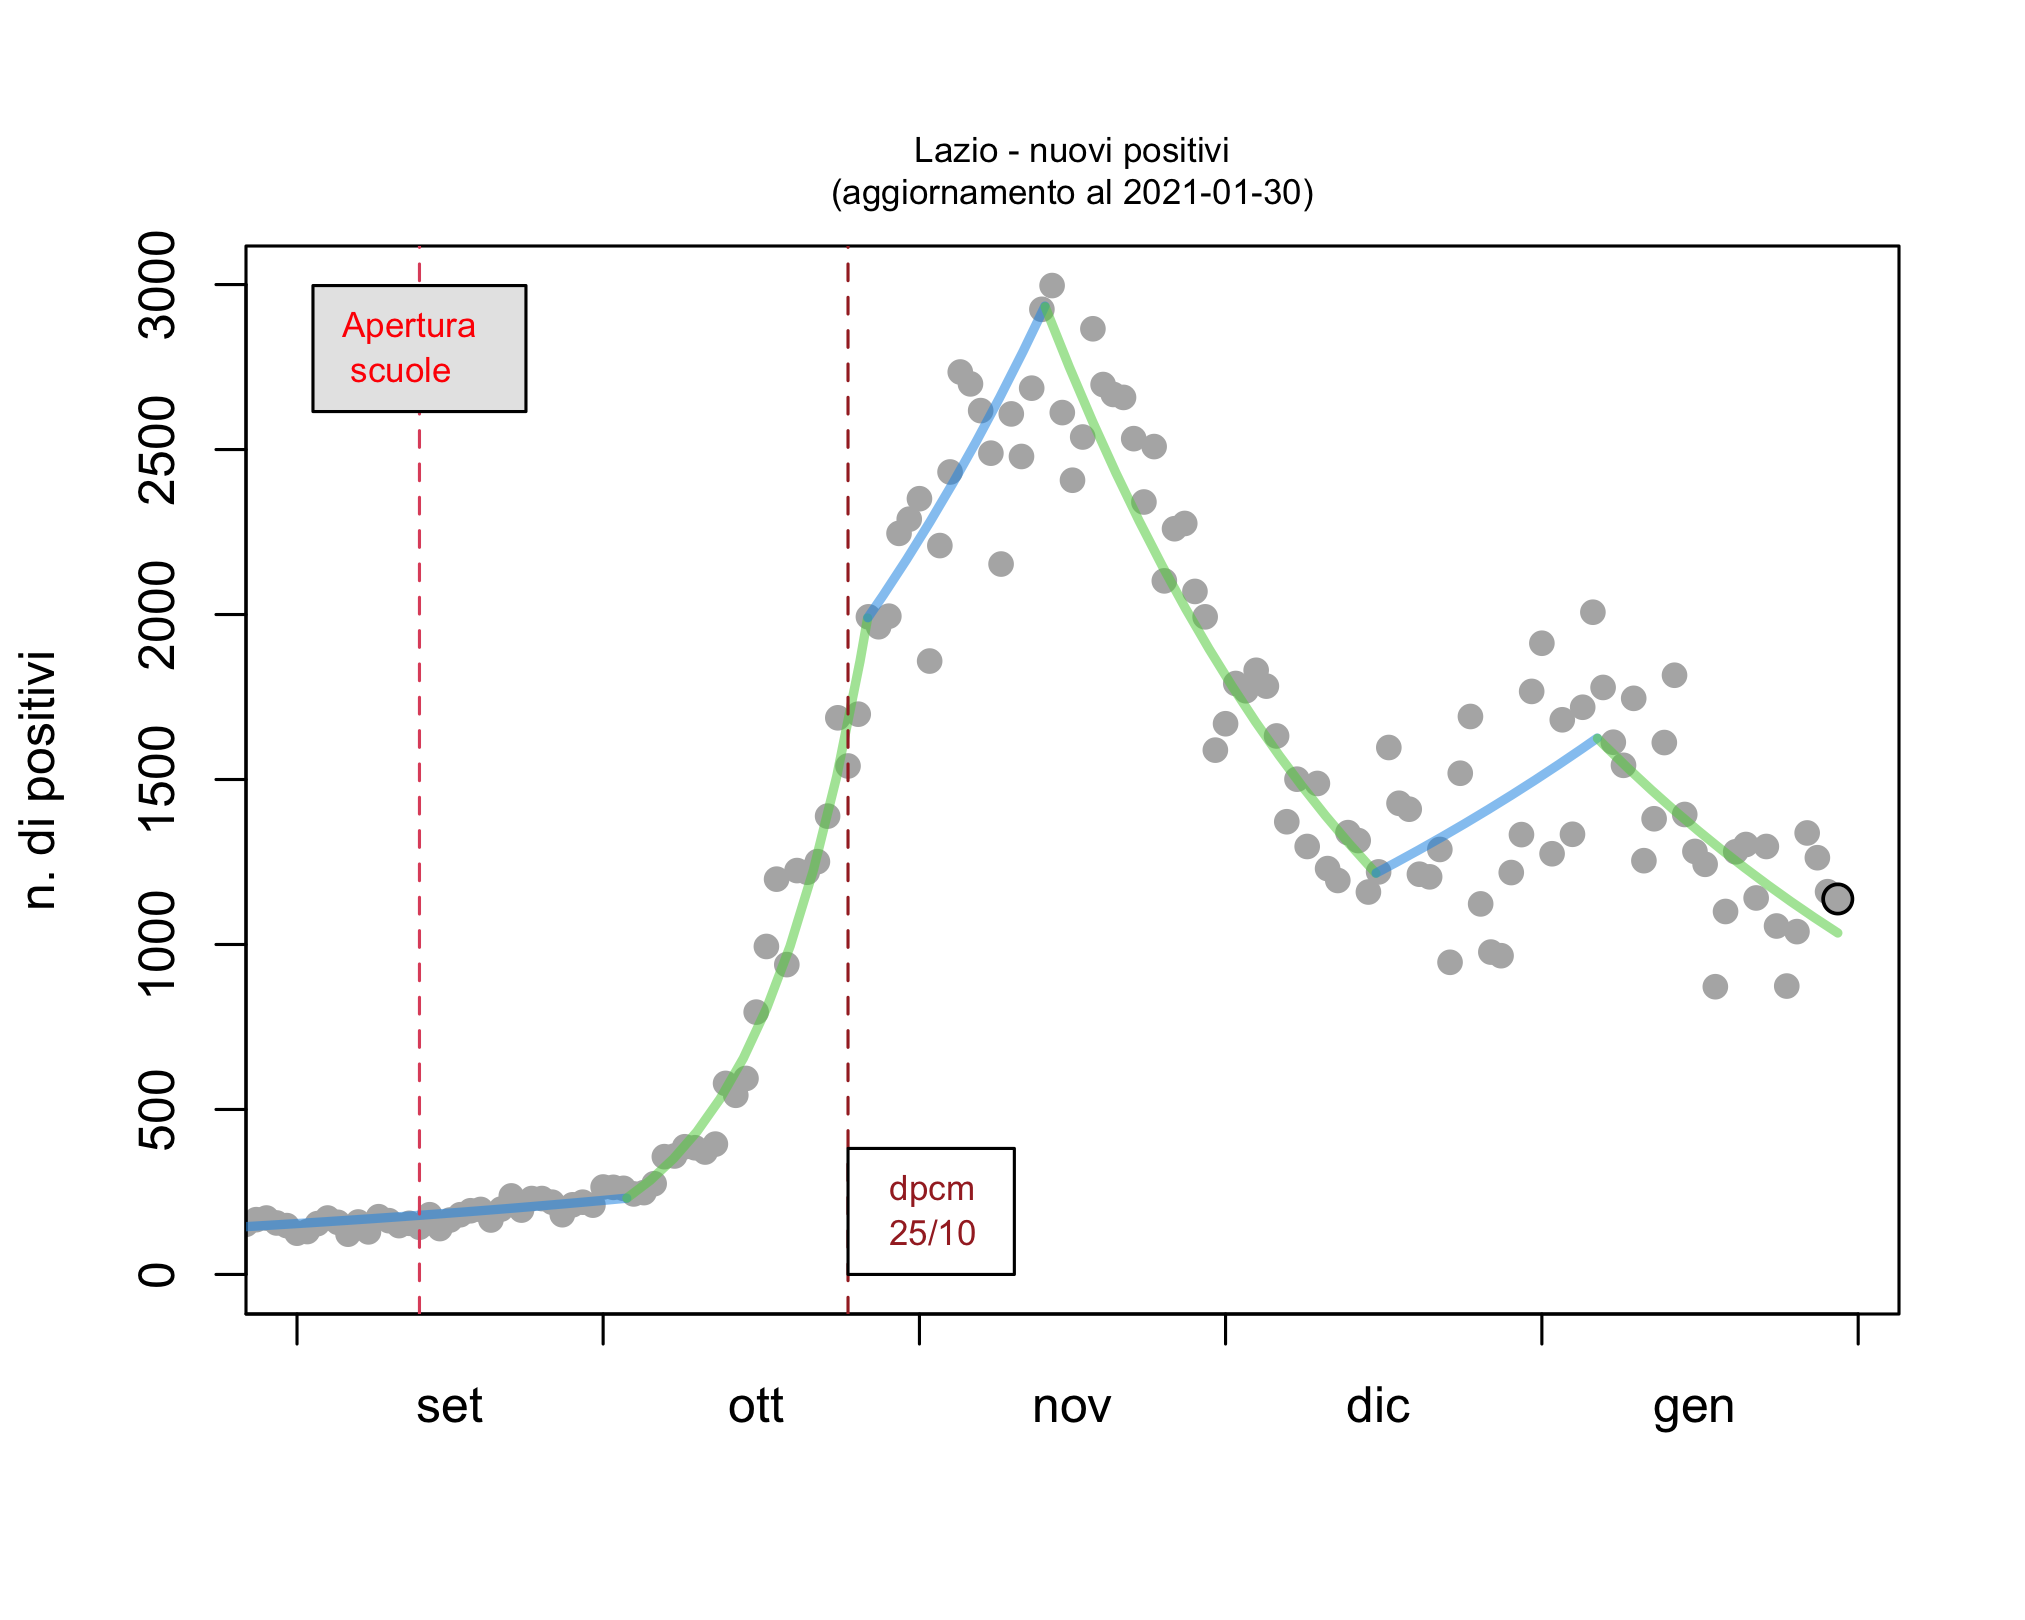 Lazio - nuovi positivi
(aggiornamento al 2021-01-30)
n. di positivi
3000
2500
2000
1500
1000
500
0
Apertura
scuole
dpcm
25/10
set
ott
nov
dic
gen